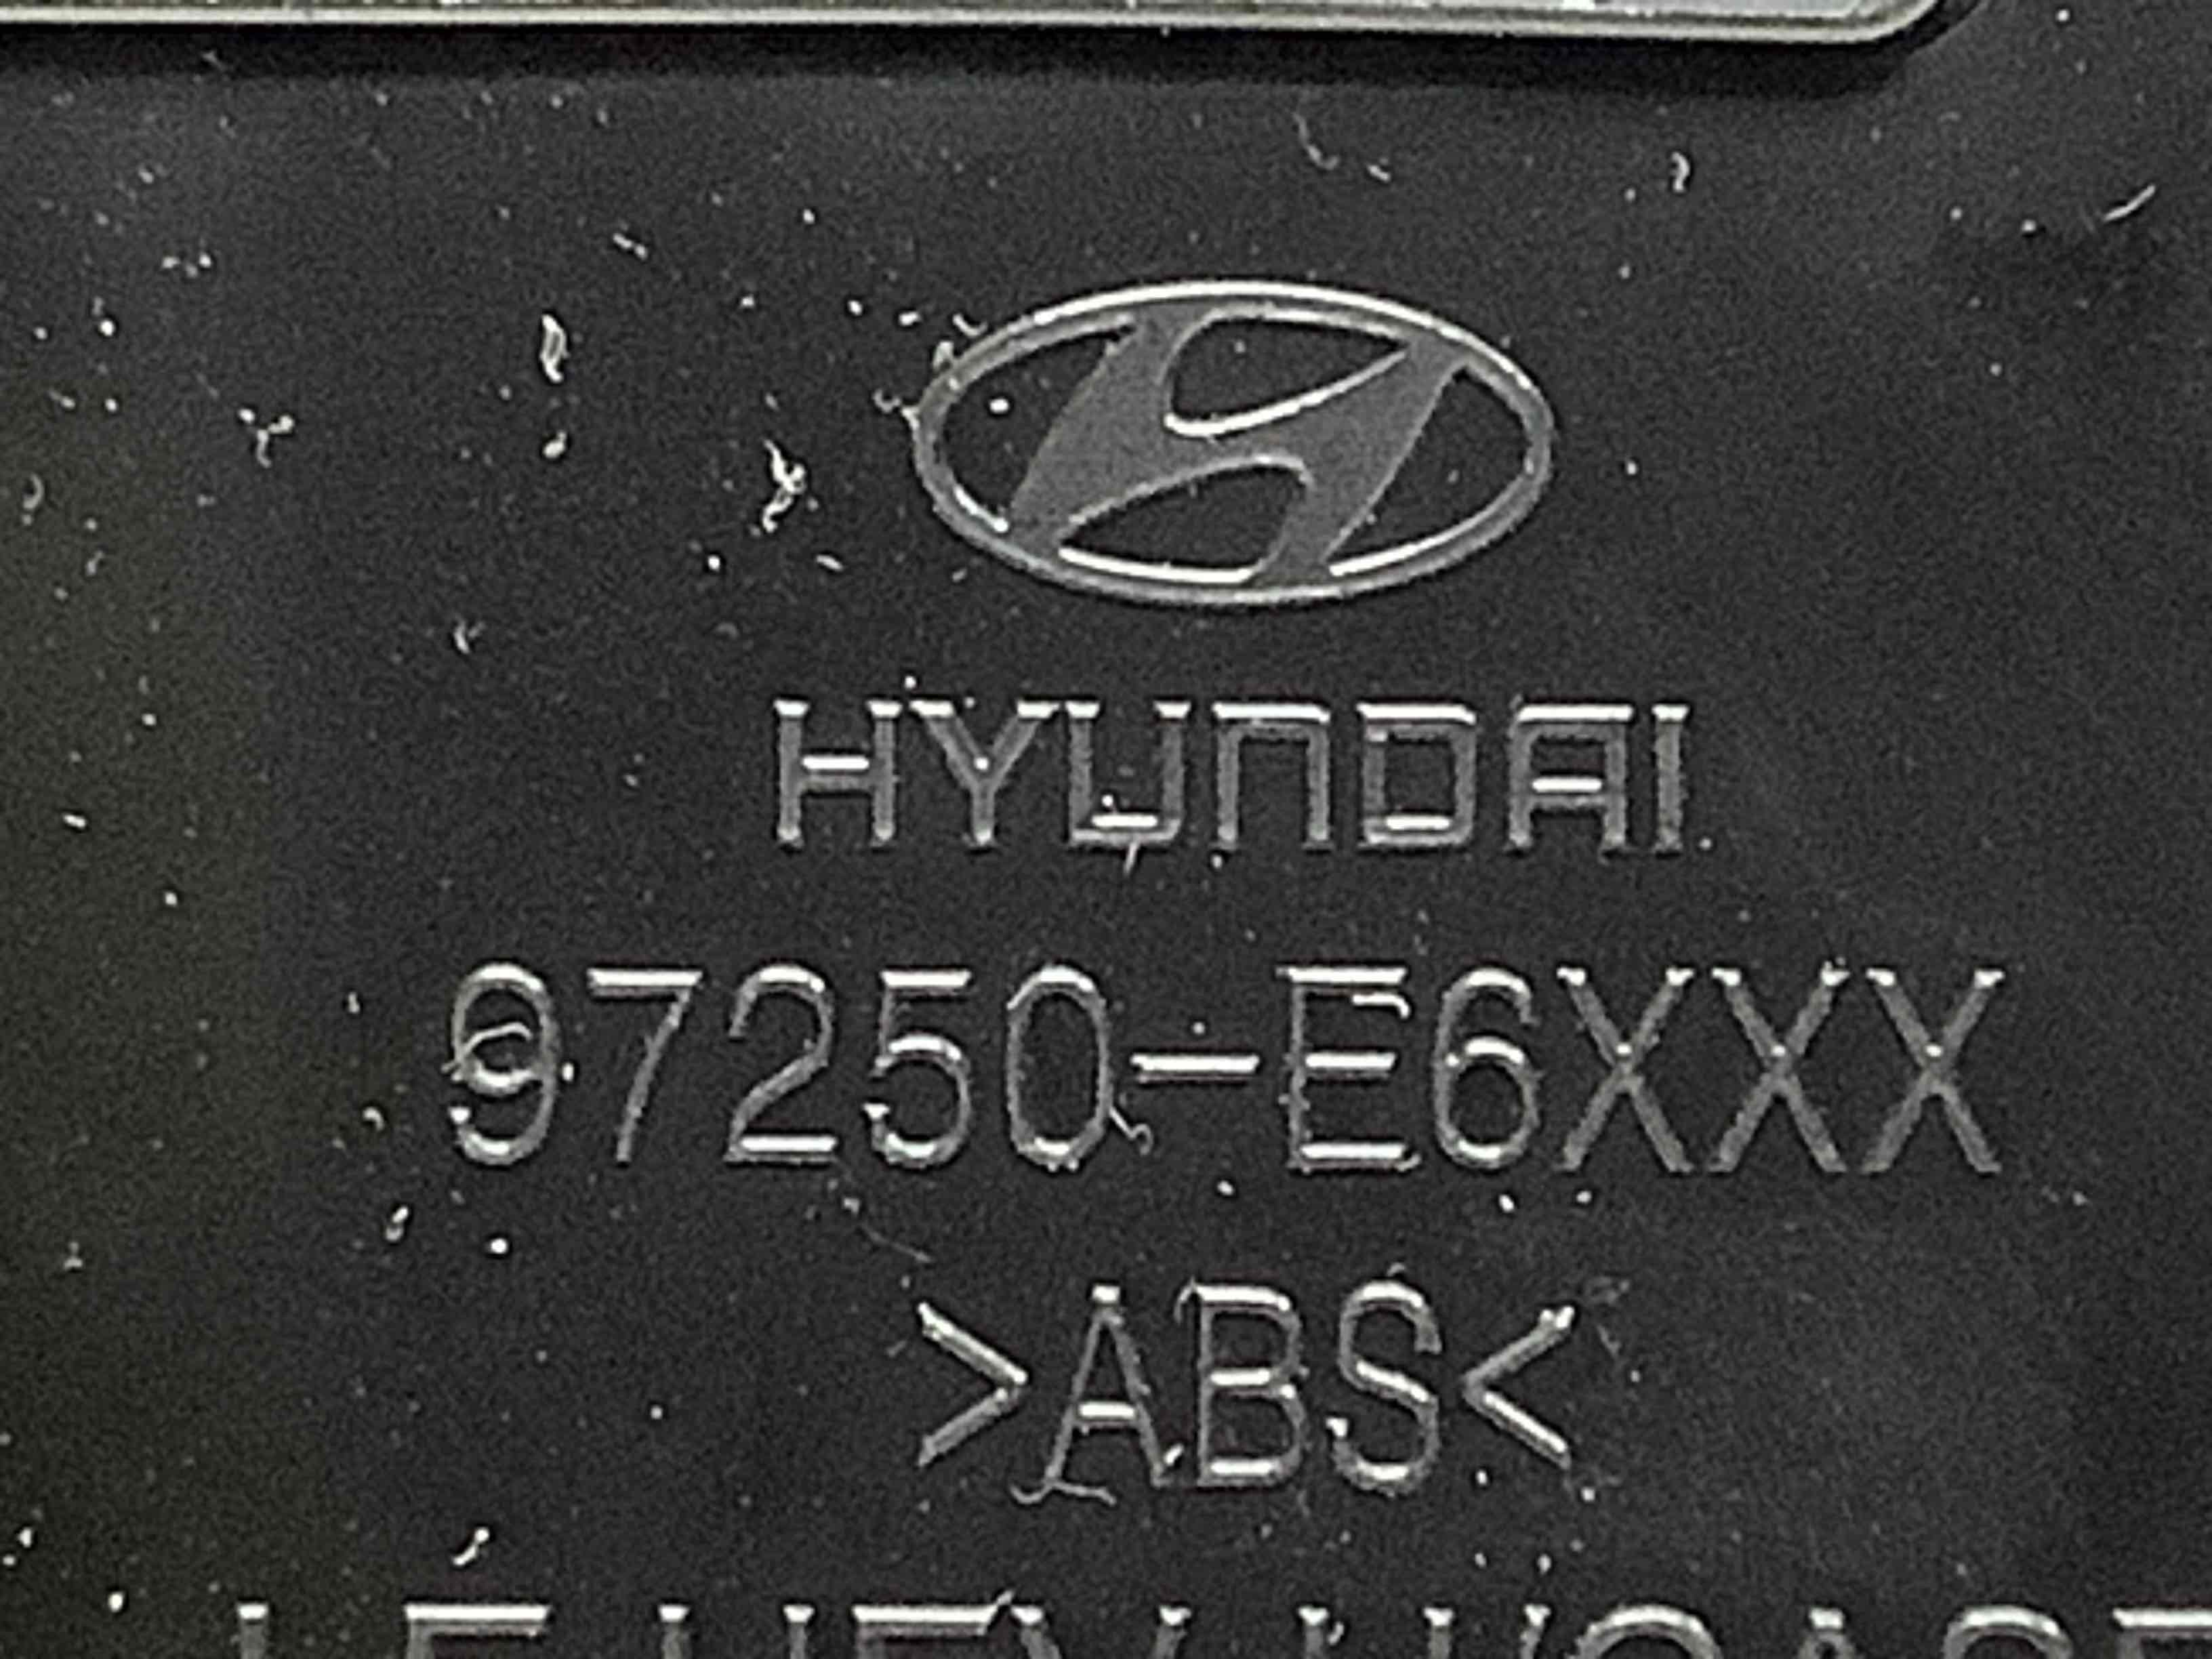 HYUNDAI
97250-E6XXX
>ABS<